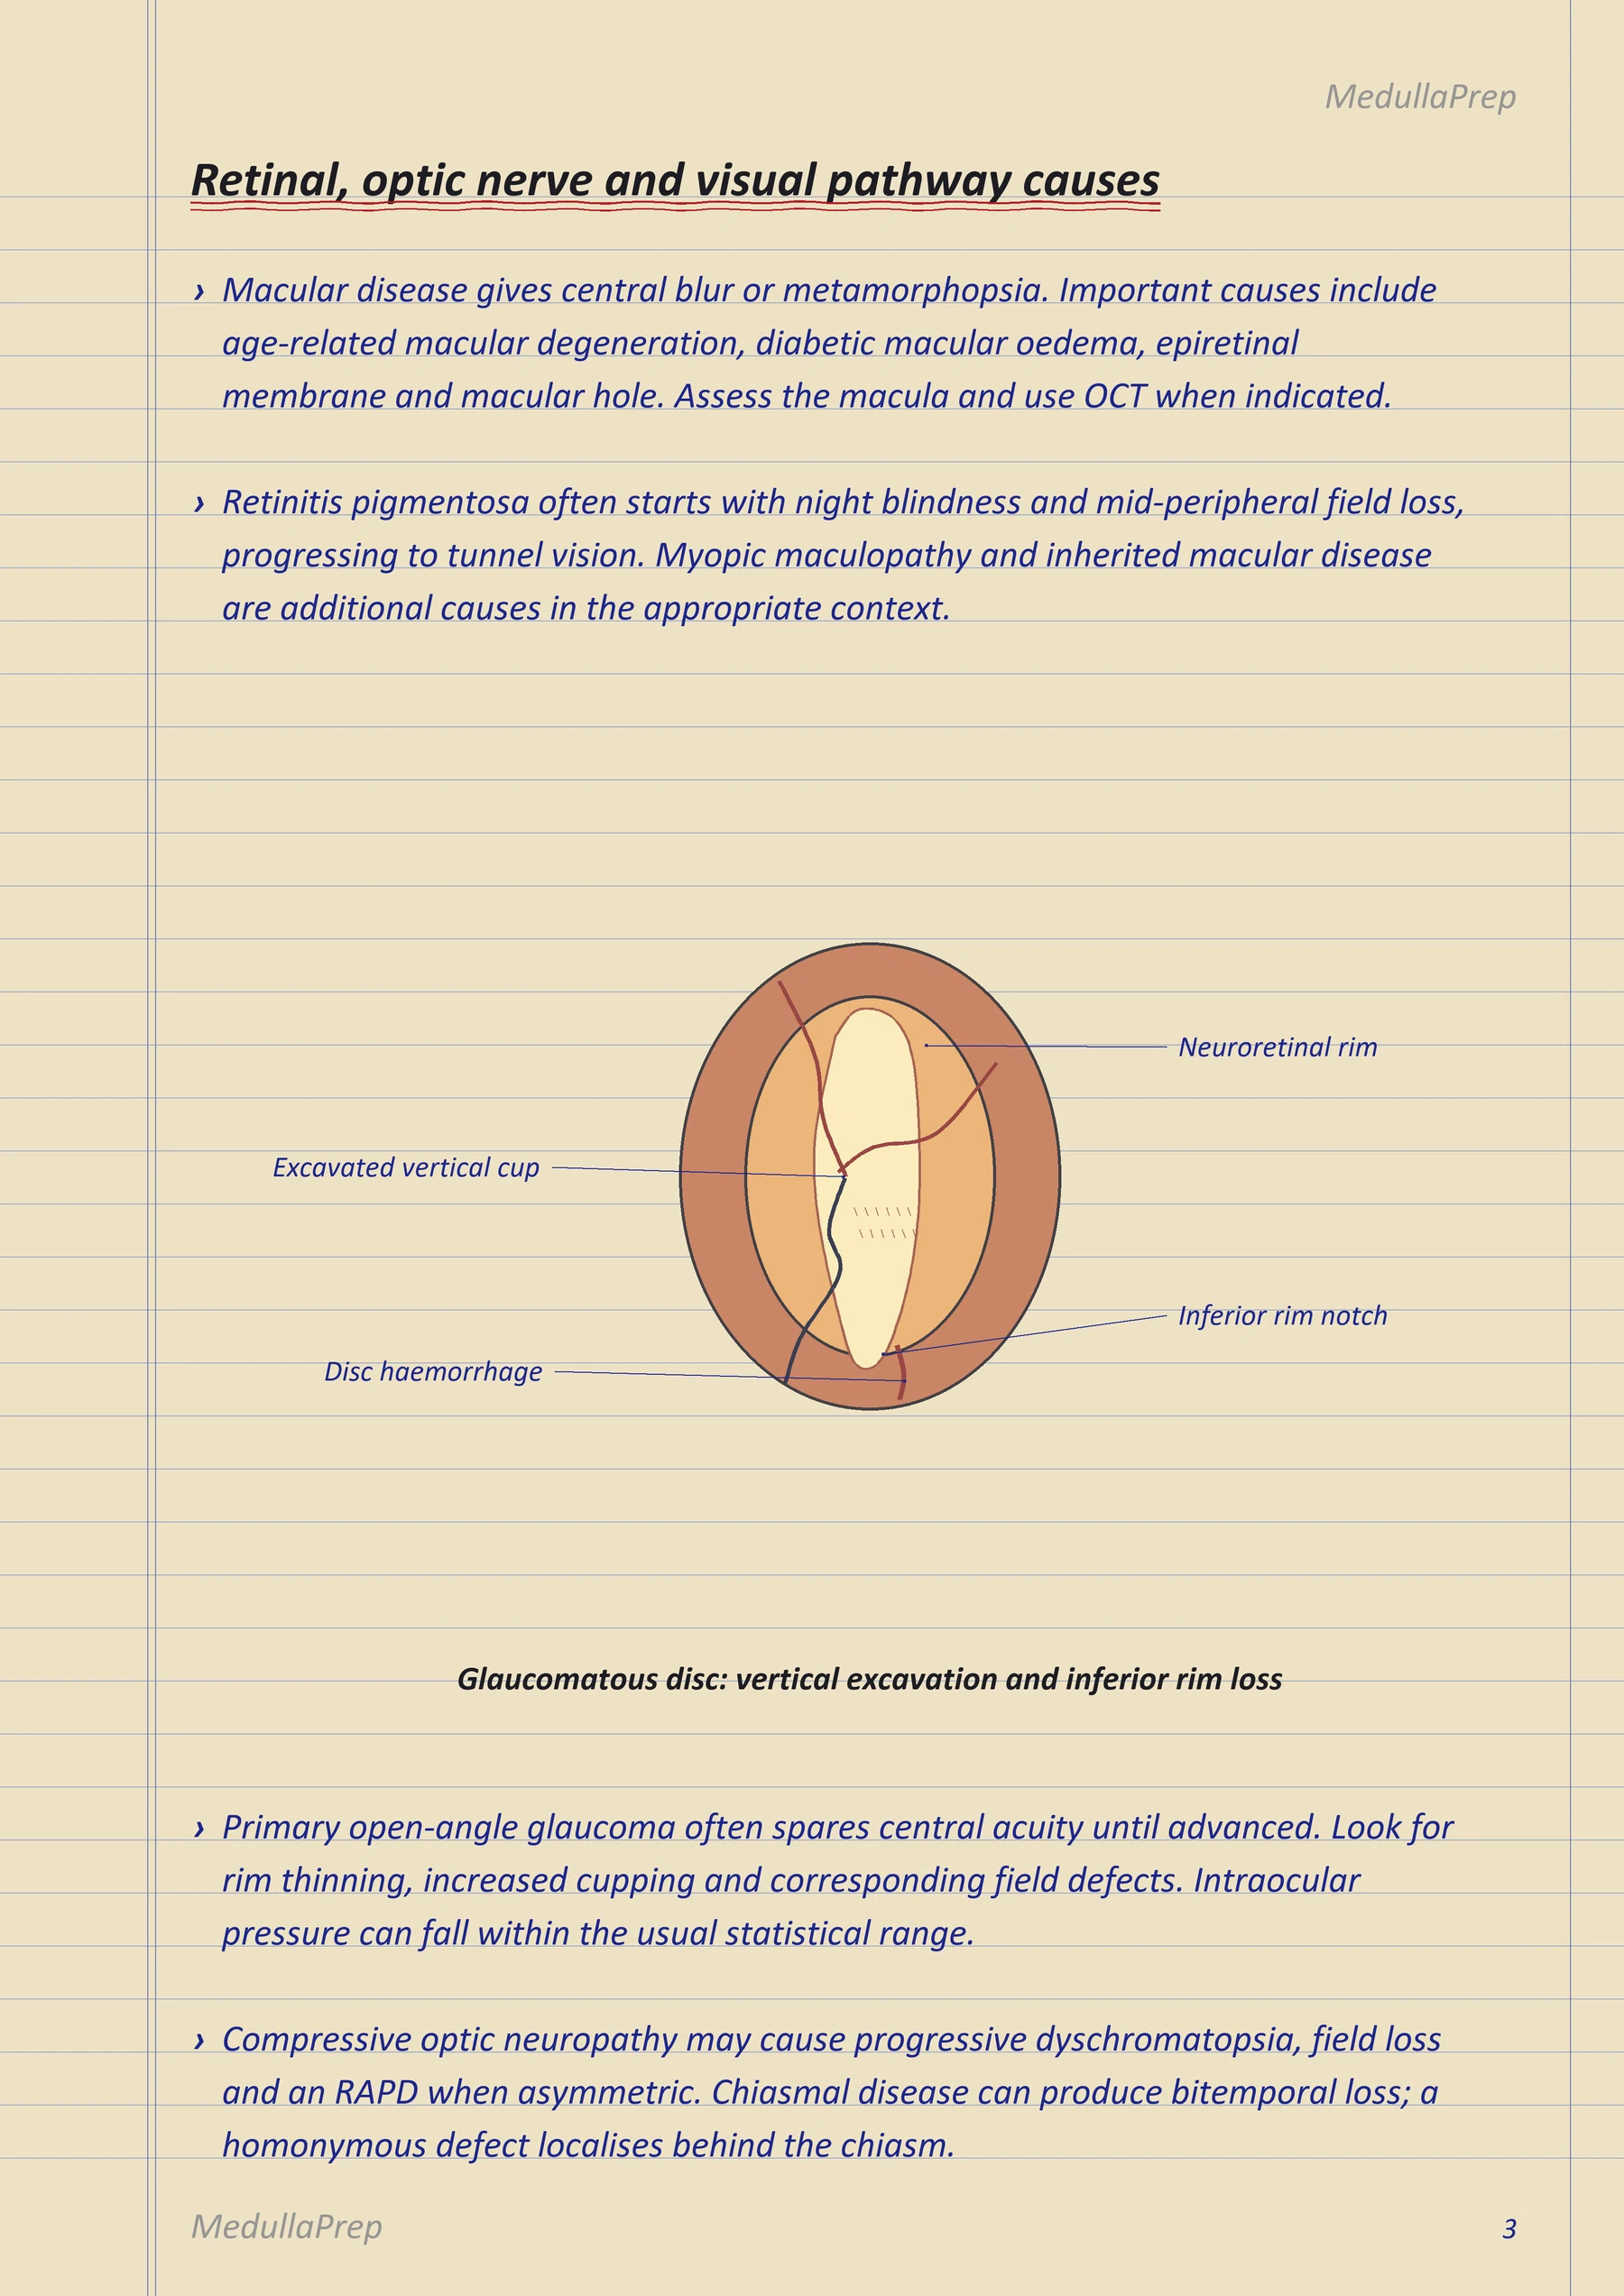 MedullaPrep
Retinal, optic nerve and visual pathway causes
› Macular disease gives central blur or metamorphopsia. Important causes include
age-related macular degeneration, diabetic macular oedema, epiretinal
membrane and macular hole. Assess the macula and use OCT when indicated.
› Retinitis pigmentosa often starts with night blindness and mid-peripheral field loss,
progressing to tunnel vision. Myopic maculopathy and inherited macular disease
are additional causes in the appropriate context.
Neuroretinal rim
Excavated vertical cup
Inferior rim notch
Disc haemorrhage
Glaucomatous disc: vertical excavation and inferior rim loss
› Primary open-angle glaucoma often spares central acuity until advanced. Look for
rim thinning, increased cupping and corresponding field defects. Intraocular
pressure can fall within the usual statistical range.
› Compressive optic neuropathy may cause progressive dyschromatopsia, field loss
and an RAPD when asymmetric. Chiasmal disease can produce bitemporal loss; a
homonymous defect localises behind the chiasm.
MedullaPrep
3